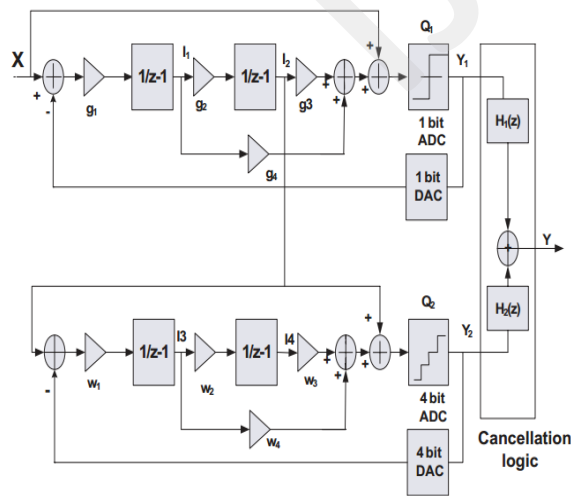 X
+
-
g1
1/z-1
I1
g2
1/z-1
I2
g3
+
+
+
+
g4
Q1
1 bit
ADC
Y1
1 bit
DAC
H1(z)
+
Y
H2(z)
Cancellation
logic
-
w1
1/z-1
I3
w2
1/z-1
I4
w3
+
+
+
+
w4
Q2
4 bit
ADC
Y2
4 bit
DAC